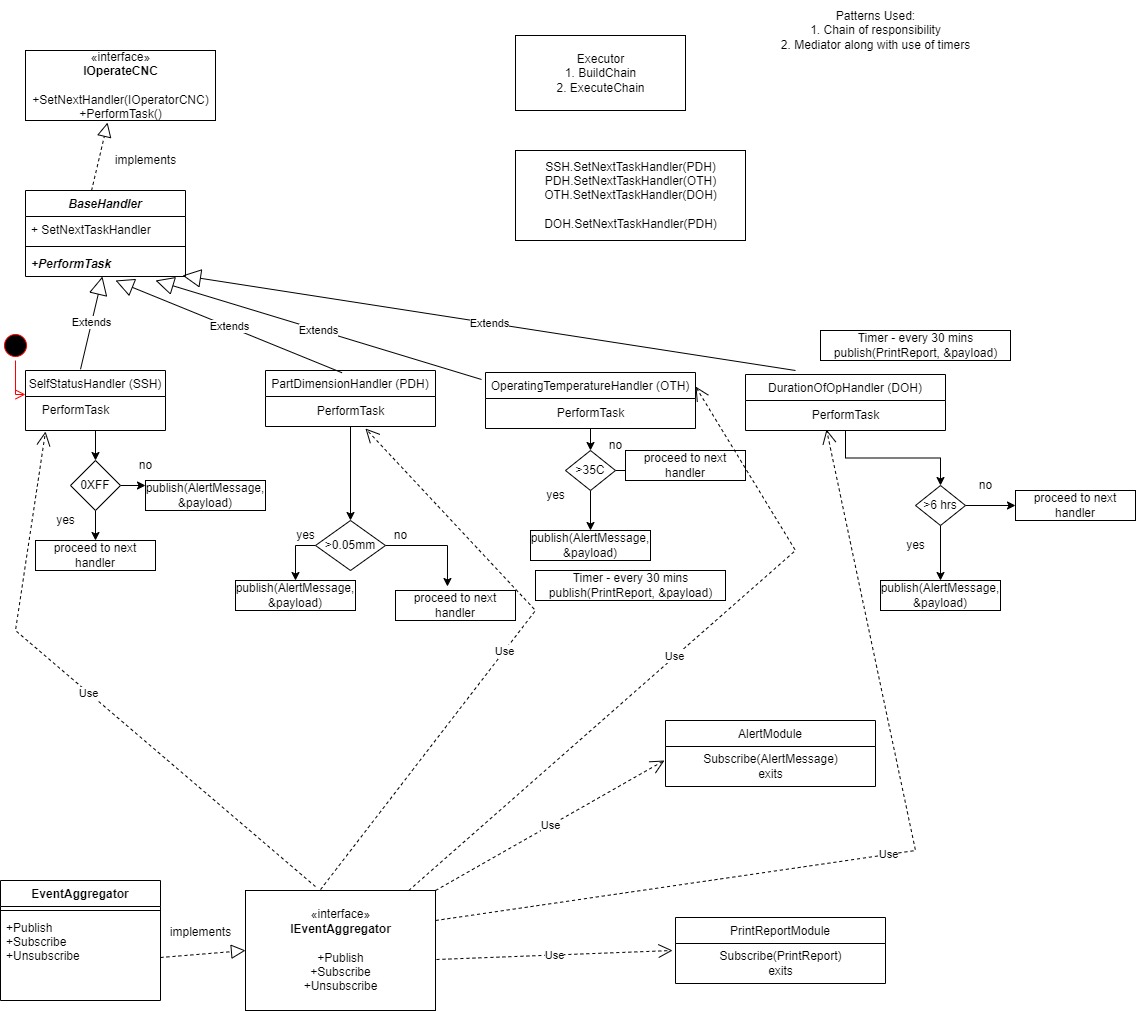 Patterns Used:
1. Chain of responsibility
2. Mediator along with use of timers
«interface»
IOperateCNC
+SetNextHandler(IOperatorCNC)
+PerformTask()
Executor
1. BuildChain
2. ExecuteChain
implements
SSH.SetNextTaskHandler(PDH)
PDH.SetNextTaskHandler(OTH)
OTH.SetNextTaskHandler(DOH)
DOH.SetNextTaskHandler(PDH)
BaseHandler
+ SetNextTaskHandler
+PerformTask
Extends
Extends
Extends
Extends
Timer - every 30 mins
publish(PrintReport, &payload)
SelfStatusHandler (SSH)
PerformTask
PartDimensionHandler (PDH)
PerformTask
OperatingTemperatureHandler (OTH)
PerformTask
DurationOfOpHandler (DOH)
PerformTask
0XFF
no
publish(AlertMessage,
&payload)
yes
proceed to next
handler
>0.05mm
yes
publish(AlertMessage,
&payload)
no
proceed to next
handler
>35C
no
proceed to next
handler
yes
publish(AlertMessage,
&payload)
Timer - every 30 mins
publish(PrintReport, &payload)
>6 hrs
no
proceed to next
handler
yes
publish(AlertMessage,
&payload)
Use
Use
Use
AlertModule
Subscribe(AlertMessage)
exits
Use
Use
EventAggregator
+Publish
+Subscribe
+Unsubscribe
implements
«interface»
IEventAggregator
+Publish
+Subscribe
+Unsubscribe
Use
PrintReportModule
Subscribe(PrintReport)
exits